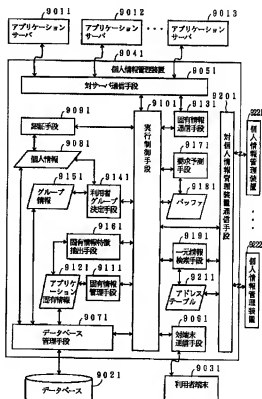 9011
9012
9013
アプリケーション
サーバ
アプリケーション
サーバ
・・・
アプリケーション
サーバ
9041
個人情報管理装置
9051
対サーバ通信手段
9091
9101
9131
9201
認証手段
実行制御手段
固有情報
通信手段
9081
9171
個人情報
要求予測手
段
9151
9141
9181
グループ
情報
利用者
グループ
決定手段
バッファ
対個人情報管理装置通信手段
9221
個人情報管理装置
9161
9191
固有情報特徴
抽出手段
一元情報
検索手段
9121
9111
9211
アプリ
ケーション
固有情報
固有情報
管理手段
アドレス
テーブル
9222
個人情報管理装置
9071
9061
データベース
管理手段
対端末
通信手段
9021
9031
データベース
利用者端末